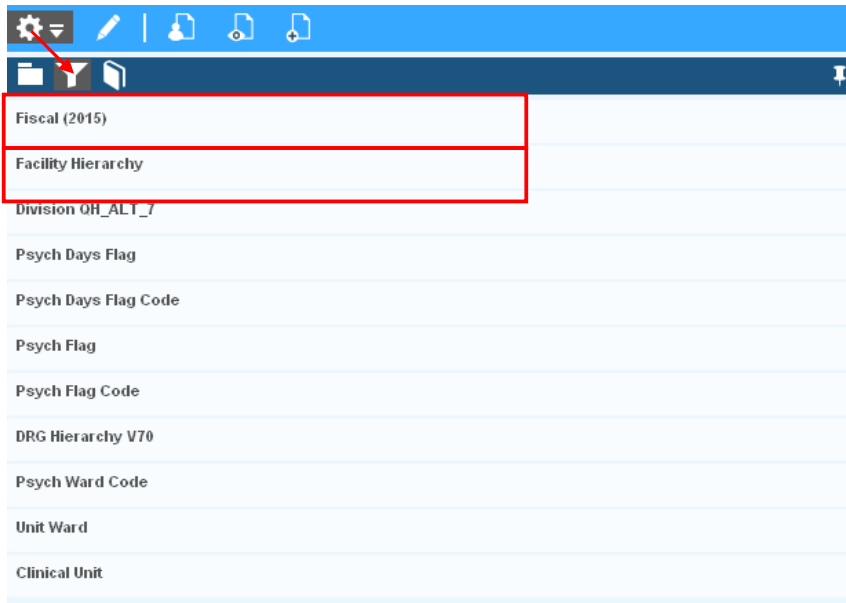 Fiscal (2015)
Facility Hierarchy
Division QH_ALT_7
Psych Days Flag
Psych Days Flag Code
Psych Flag
Psych Flag Code
DRG Hierarchy V70
Psych Ward Code
Unit Ward
Clinical Unit